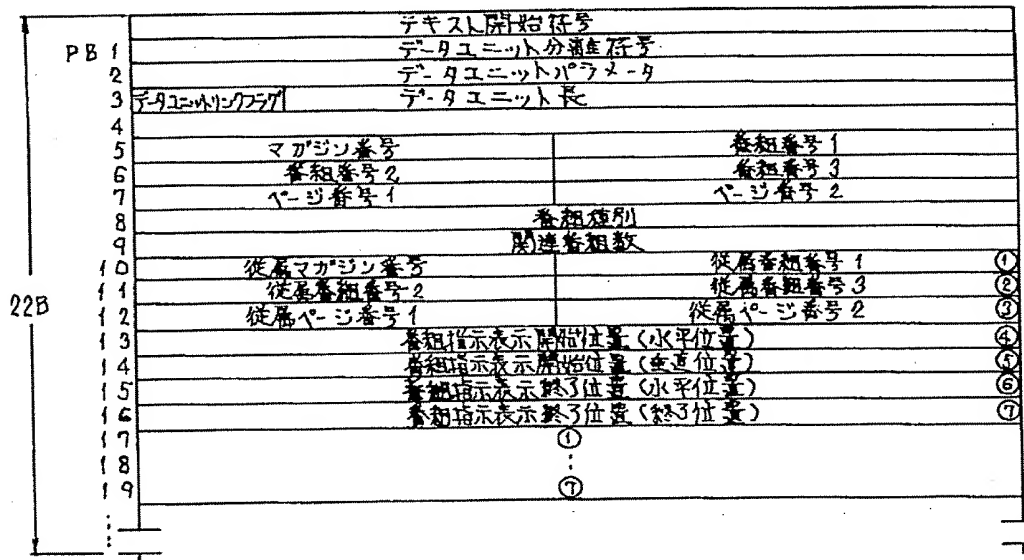 テキスト開始符号
PB 1 データユニット分離符号
2 データユニットパラメータ
3 データユニットリンクフラグ データユニット長
4
5 マガジン番号 番組番号1
6 番組番号2 番組番号3
7 ページ番号1 ページ番号2
8 番組種別
9 関連番組数
10 従属マガジン番号 従属番組番号1 ①
11 従属番組番号2 従属番組番号3 ②
12 従属ページ番号1 従属ページ番号2 ③
22B
13 番組指示表示開始位置(水平位置) ④
14 番組指示表示開始位置(垂直位置) ⑤
15 番組指示表示終了位置(水平位置) ⑥
16 番組指示表示終了位置(終了位置) ⑦
17 ①
18 ⋮
19 ⑦
⋮